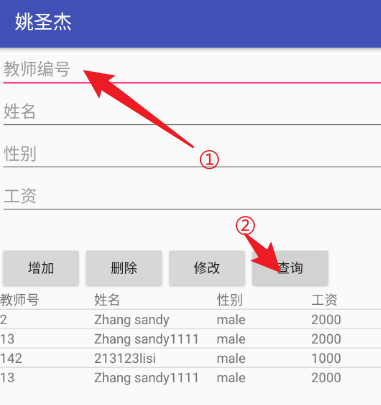 姚圣杰
教师编号
①
姓名
性别
工资
②
增加 删除 修改 查询
教师号 姓名 性别 工资
2 Zhang sandy male 2000
13 Zhang sandy1111 male 2000
142 213123lisi male 1000
13 Zhang sandy1111 male 2000